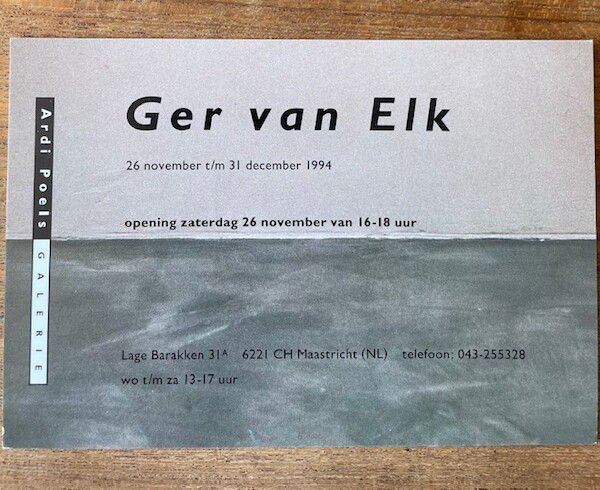 Ger van Elk
26 november t/m 31 december 1994
opening zaterdag 26 november van 16-18 uur
Ardi Poels GALERIE
Lage Barakken 31A 6221 CH Maastricht (NL) telefoon: 043-255328
wo t/m za 13-17 uur